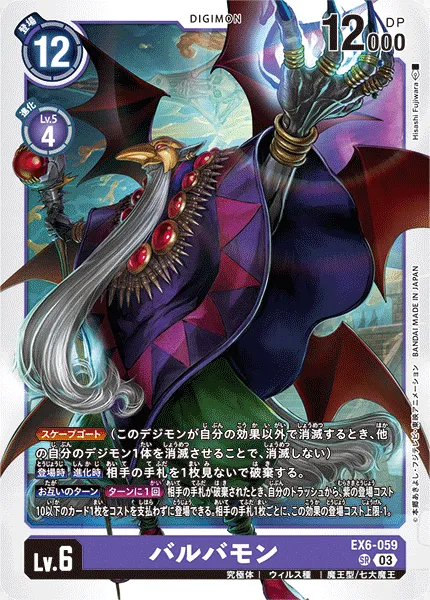 DIGIMON
登場
12
12000
DP
進化
Lv.5
4
Hisashi Fujiwara
スケープゴート (このデジモンが自分の効果以外で消滅するとき、他
の自分のデジモン1体を消滅させることで、消滅しない)
登場時 進化時 相手の手札を1枚見ないで破棄する。
お互いのターン ターンに1回 相手の手札が破棄されたとき、自分のトラッシュから、紫の登場コスト
10以下のカード1枚をコストを支払わずに登場できる。相手の手札1枚ごとに、この効果の登場コスト上限-1。
Lv.6
バルバモン
EX6-059
SR
03
究極体 | ウィルス種 | 魔王型/七大魔王
©本郷あきよし・フジテレビ・東映アニメーション BANDAI MADE IN JAPAN